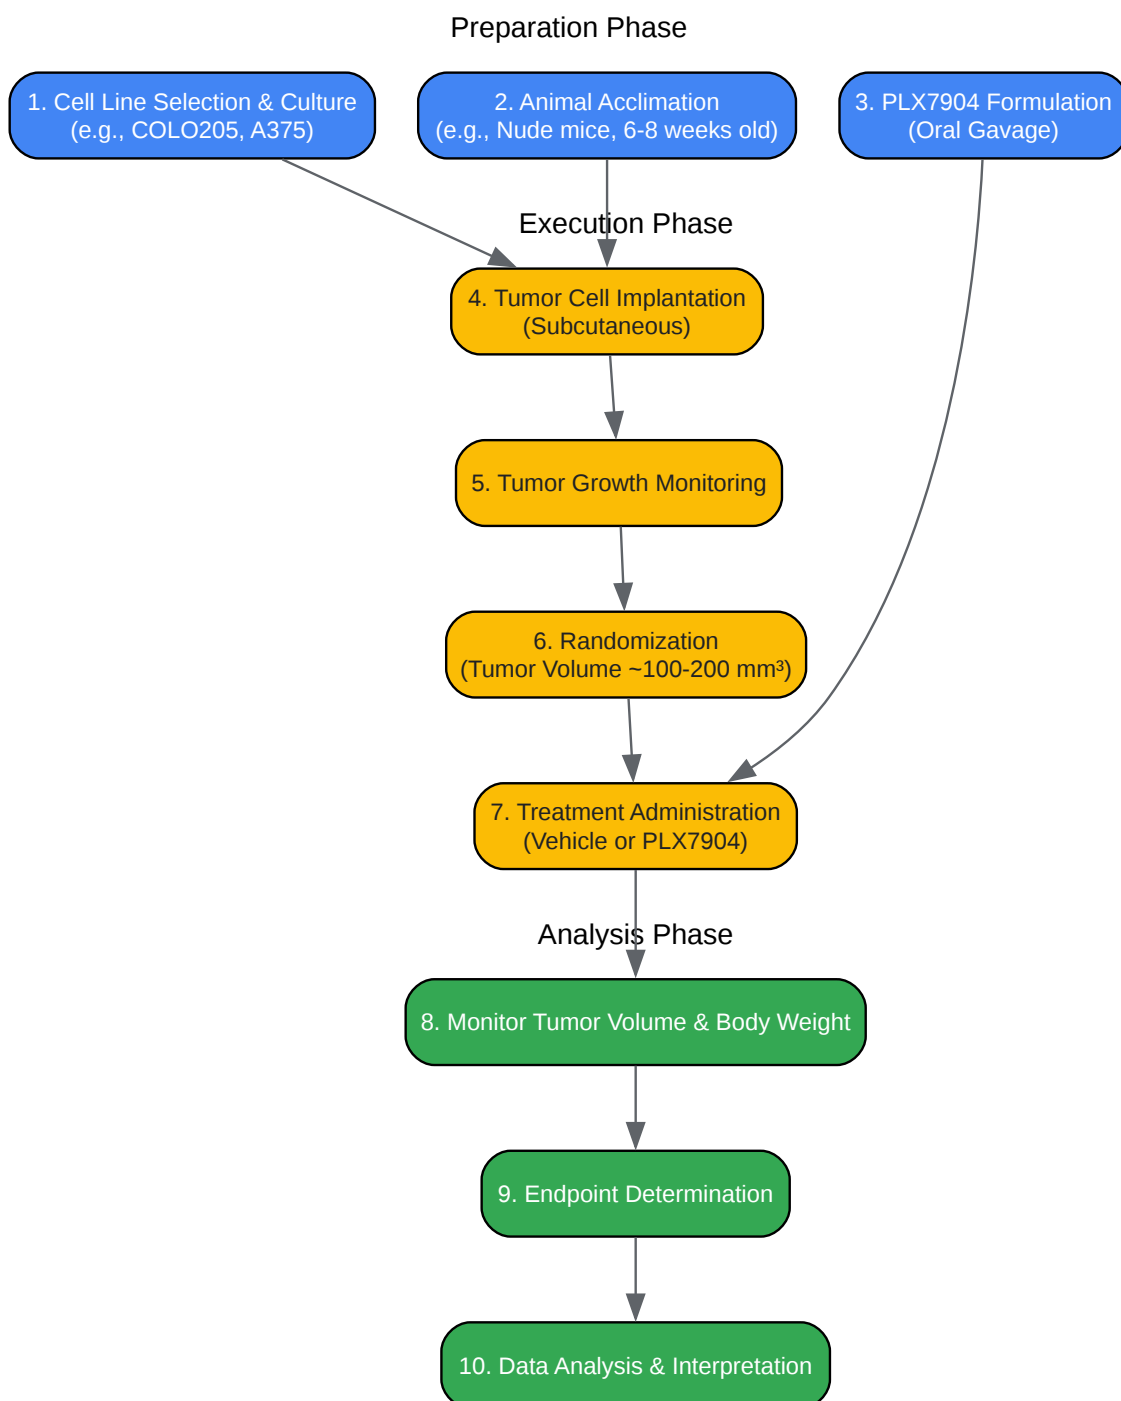 Preparation Phase
1. Cell Line Selection & Culture
(e.g., COLO205, A375)
2. Animal Acclimation
(e.g., Nude mice, 6-8 weeks old)
3. PLX7904 Formulation
(Oral Gavage)
Execution Phase
4. Tumor Cell Implantation
(Subcutaneous)
5. Tumor Growth Monitoring
6. Randomization
(Tumor Volume ~100-200 mm³)
7. Treatment Administration
(Vehicle or PLX7904)
Analysis Phase
8. Monitor Tumor Volume & Body Weight
9. Endpoint Determination
10. Data Analysis & Interpretation